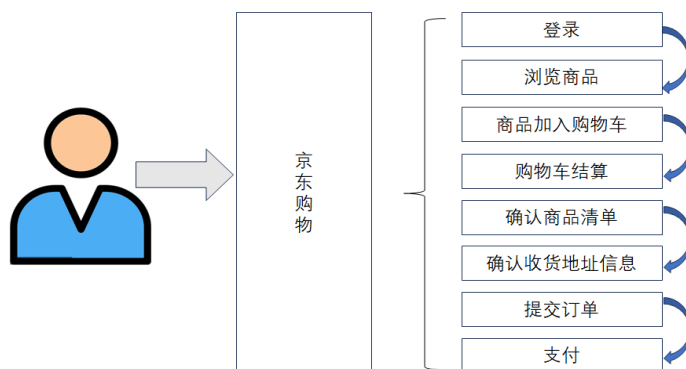 京东购物
登录
浏览商品
商品加入购物车
购物车结算
确认商品清单
确认收货地址信息
提交订单
支付